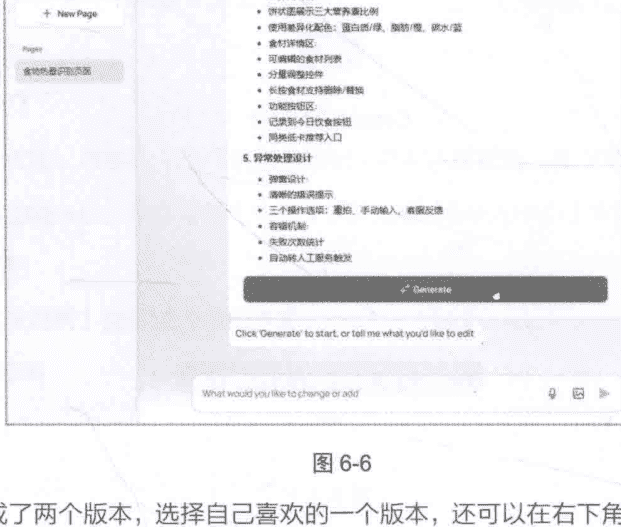 + New Page
Pages
食物热量识别页面
饼状图展示三大营养素比例
使用差异化配色：蛋白质/绿、脂肪/橙、碳水/蓝
食材详情区:
可编辑的食材列表
分量调整控件
长按食材支持删除/替换
功能按钮区:
记录到今日饮食按钮
同类低卡推荐入口
5. 异常处理设计
弹窗设计:
清晰的错误提示
三个操作选项：重拍、手动输入、客服反馈
容错机制:
失败次数统计
自动转人工服务触发
Generate
Click 'Generate' to start, or tell me what you'd like to edit
What would you like to change or add
图 6-6
成了两个版本，选择自己喜欢的一个版本，还可以在右下角